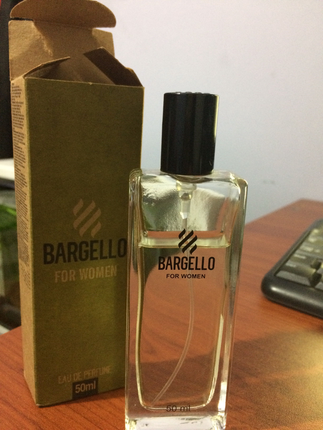 BARGELLO
FOR WOMEN
EAU DE PERFUME
50ml
BARGELLO
FOR WOMEN
50 ml